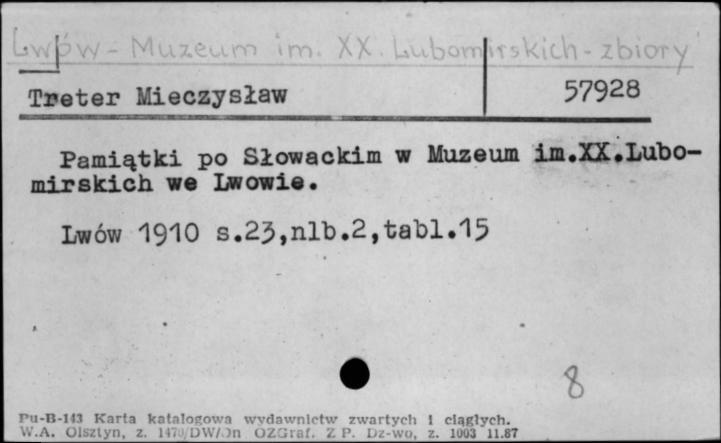 Lwów - Muzeum im. XX. Lubomirskich - zbiory
Treter Mieczysław 57928
Pamiątki po Słowackim w Muzeum im.XX.Lubo-
mirskich we Lwowie.
Lwów 1910 s.23,nlb.2,tabl.15
8
Pu-B-143 Karta katalogowa wydawnictw zwartych i ciągłych.
W.A. Olsztyn, z. 1470/DW/Dn OZGraf. Z P. Dz-wo, z. 1003 11.87